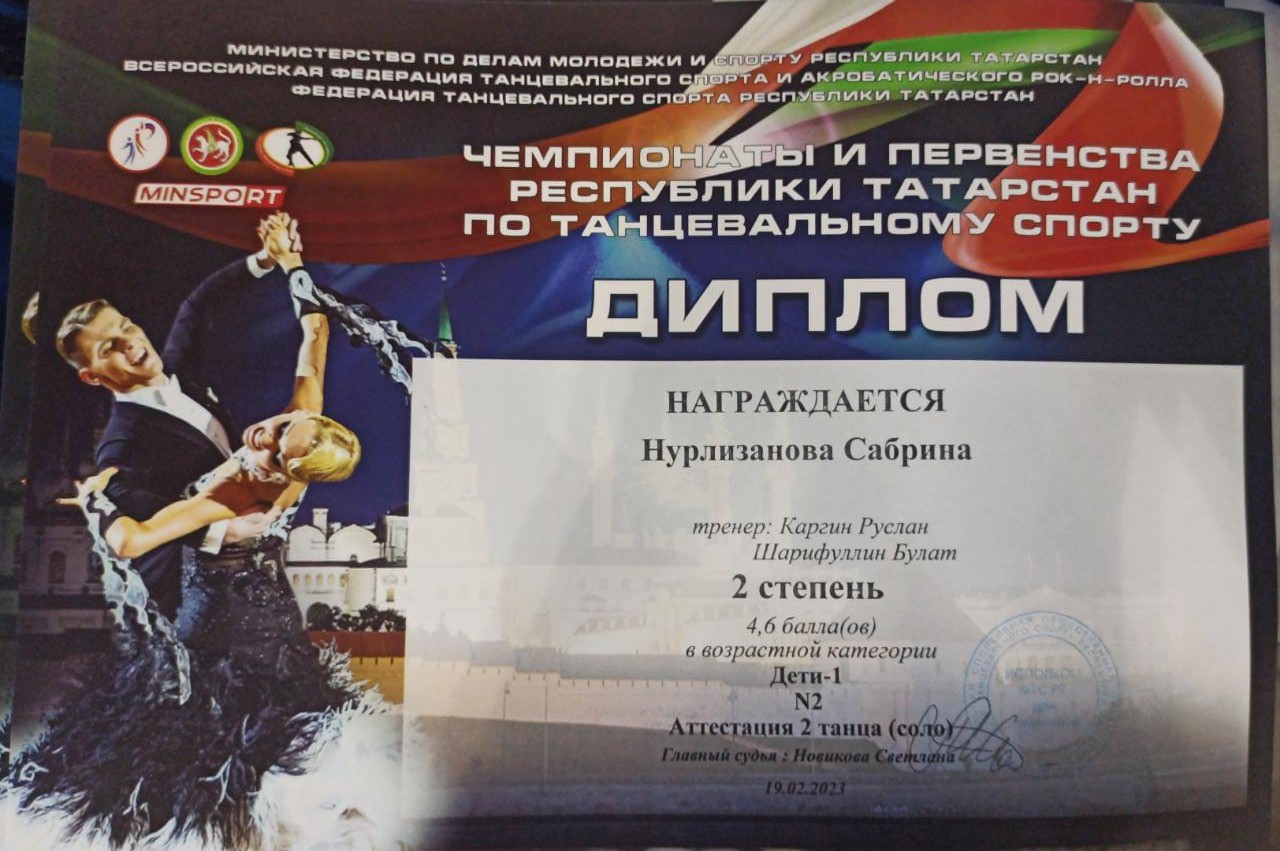 МИНИСТЕРСТВО ПО ДЕЛАМ МОЛОДЕЖИ И СПОРТУ РЕСПУБЛИКИ ТАТАРСТАН
ВСЕРОССИЙСКАЯ ФЕДЕРАЦИЯ ТАНЦЕВАЛЬНОГО СПОРТА И АКРОБАТИЧЕСКОГО РОК-Н-РОЛЛА
ФЕДЕРАЦИЯ ТАНЦЕВАЛЬНОГО СПОРТА РЕСПУБЛИКИ ТАТАРСТАН
MINSPORT
ЧЕМПИОНАТЫ И ПЕРВЕНСТВА
РЕСПУБЛИКИ ТАТАРСТАН
ПО ТАНЦЕВАЛЬНОМУ СПОРТУ
ДИПЛОМ
НАГРАЖДАЕТСЯ
Нурлизанова Сабрина
тренер: Каргин Руслан
Шарифуллин Булат
2 степень
4,6 балла(ов)
в возрастной категории
Дети-1
N2
Аттестация 2 танца (соло)
Главный судья : Новикова Светлана
19.02.2023
ИСПОЛКОМ